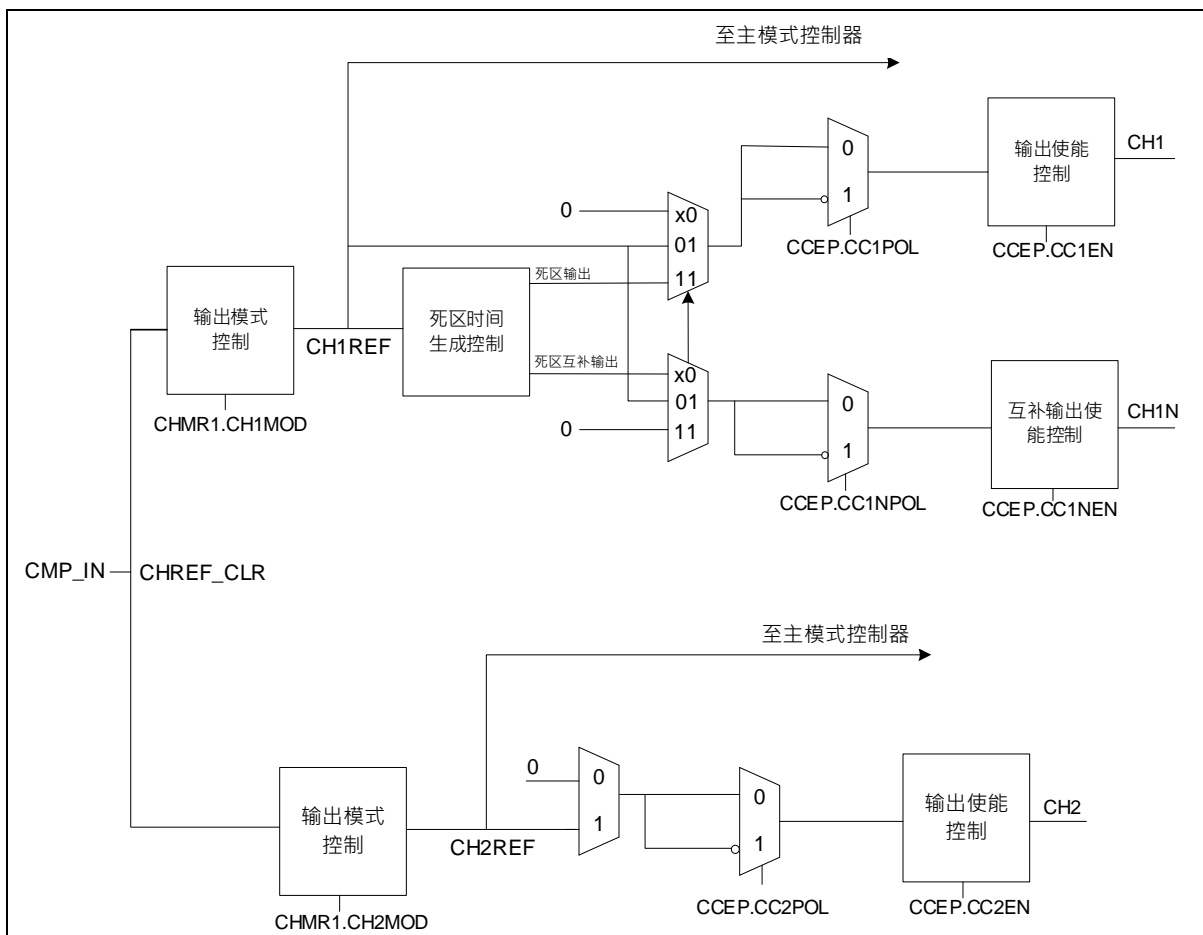 至主模式控制器
0
x0
01
11
0
1
CCEP.CC1POL
输出使能
控制
CH1
CCEP.CC1EN
输出模式
控制
CHMR1.CH1MOD
CH1REF
死区时间
生成控制
死区输出
死区互补输出
x0
01
11
0
0
1
CCEP.CC1NPOL
互补输出使
能控制
CH1N
CCEP.CC1NEN
CMP_IN
CHREF_CLR
至主模式控制器
输出模式
控制
CHMR1.CH2MOD
CH2REF
0
0
1
0
1
CCEP.CC2POL
输出使能
控制
CH2
CCEP.CC2EN